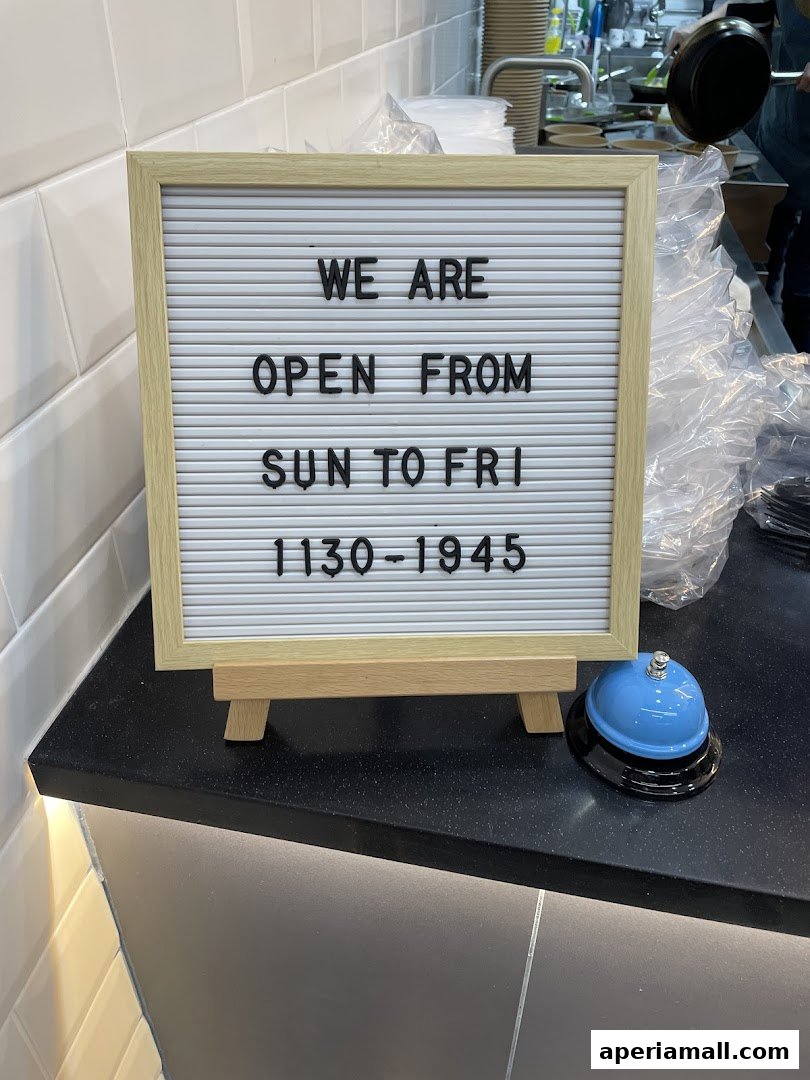 WE ARE
OPEN FROM
SUN TO FRI
1130-1945
aperiamall.com